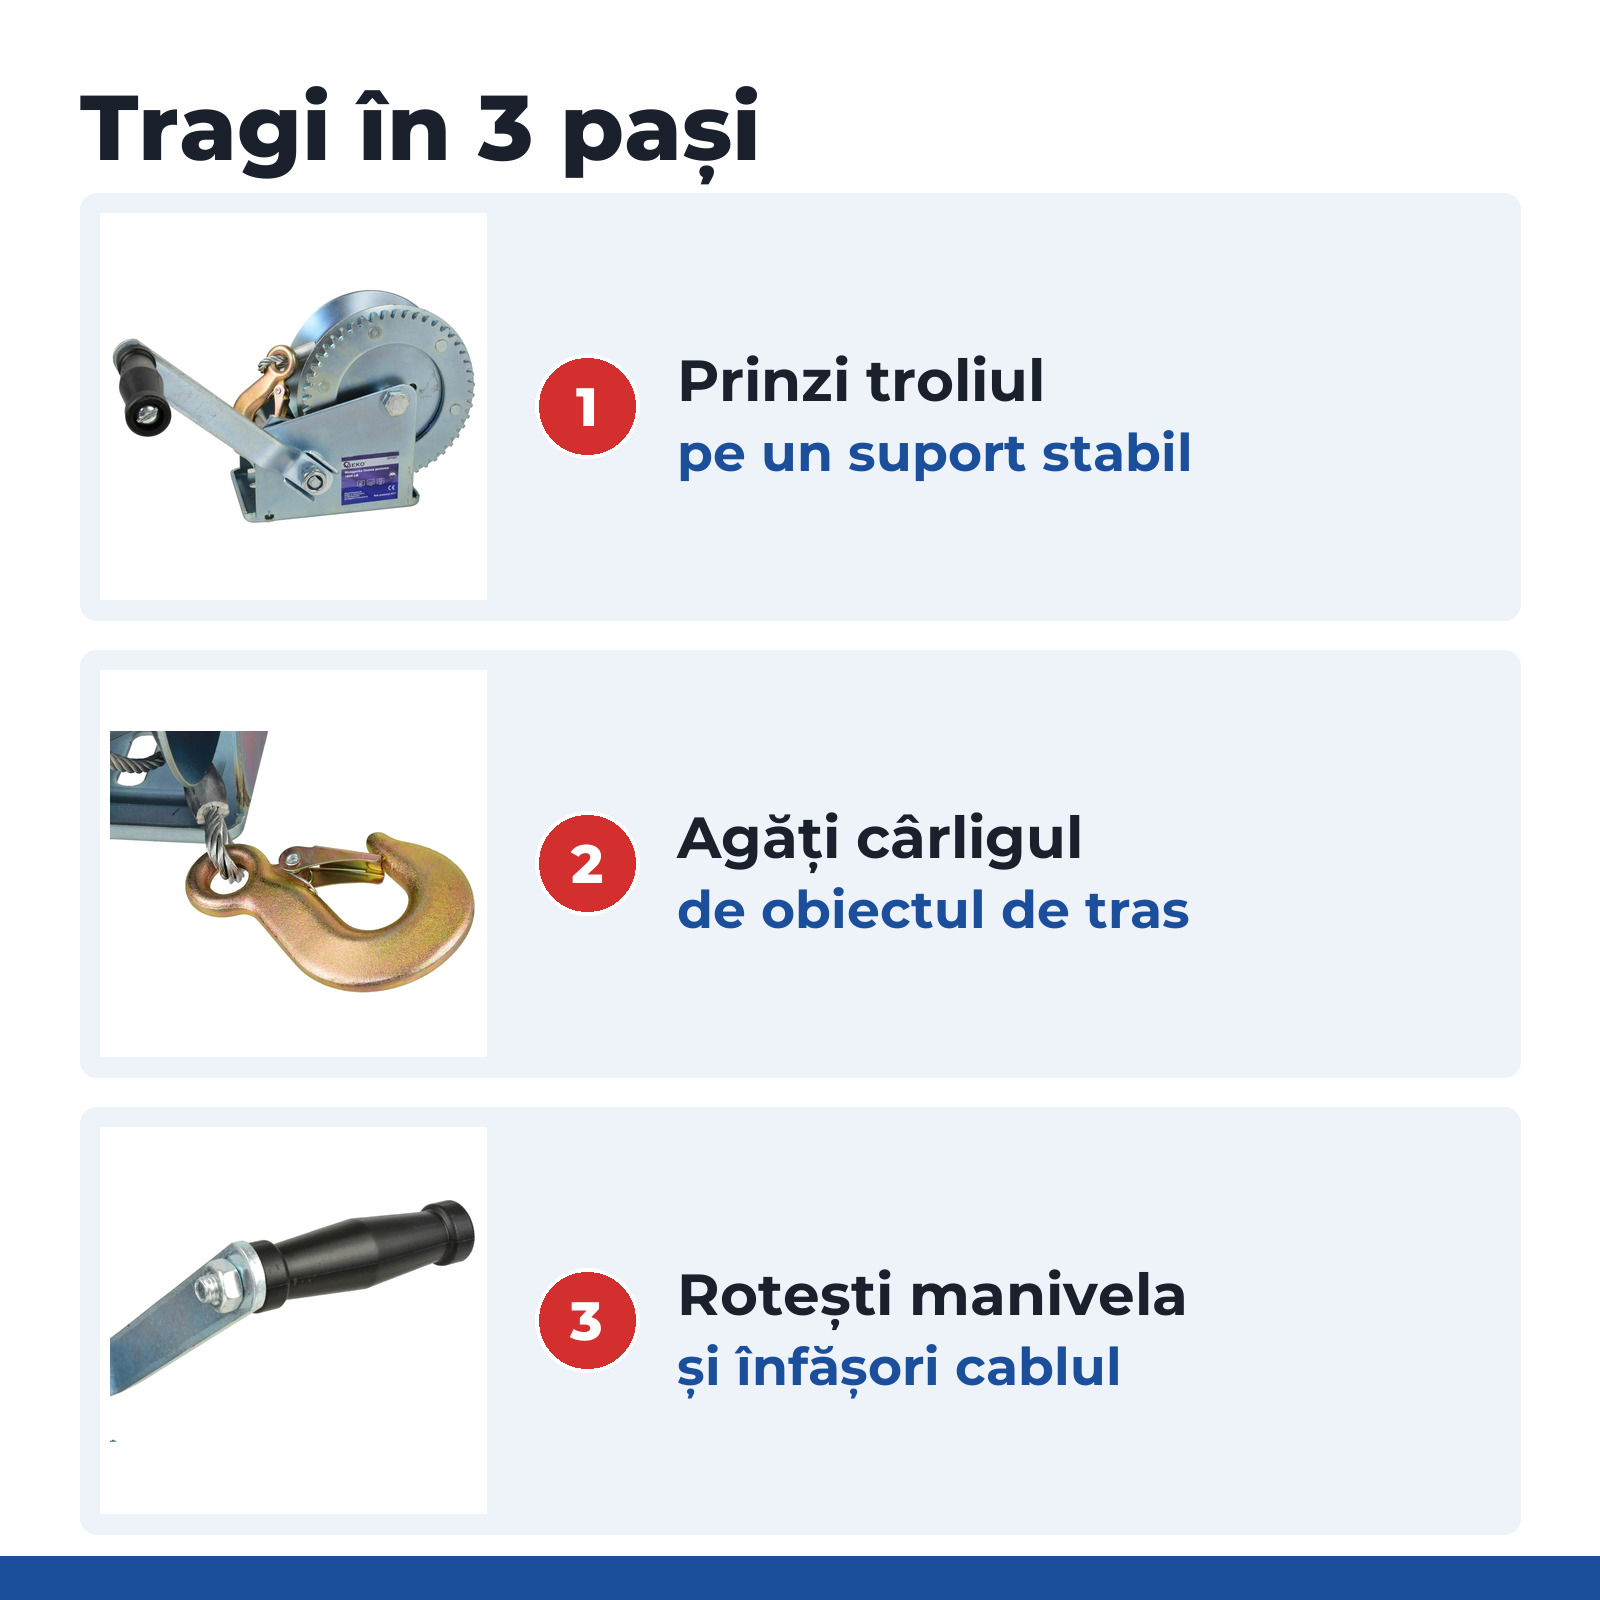 Tragi în 3 pași
GEKO
1
Prinzi troliul
pe un suport stabil
2
Agăți cârligul
de obiectul de tras
3
Rotești manivela
și înfășori cablul